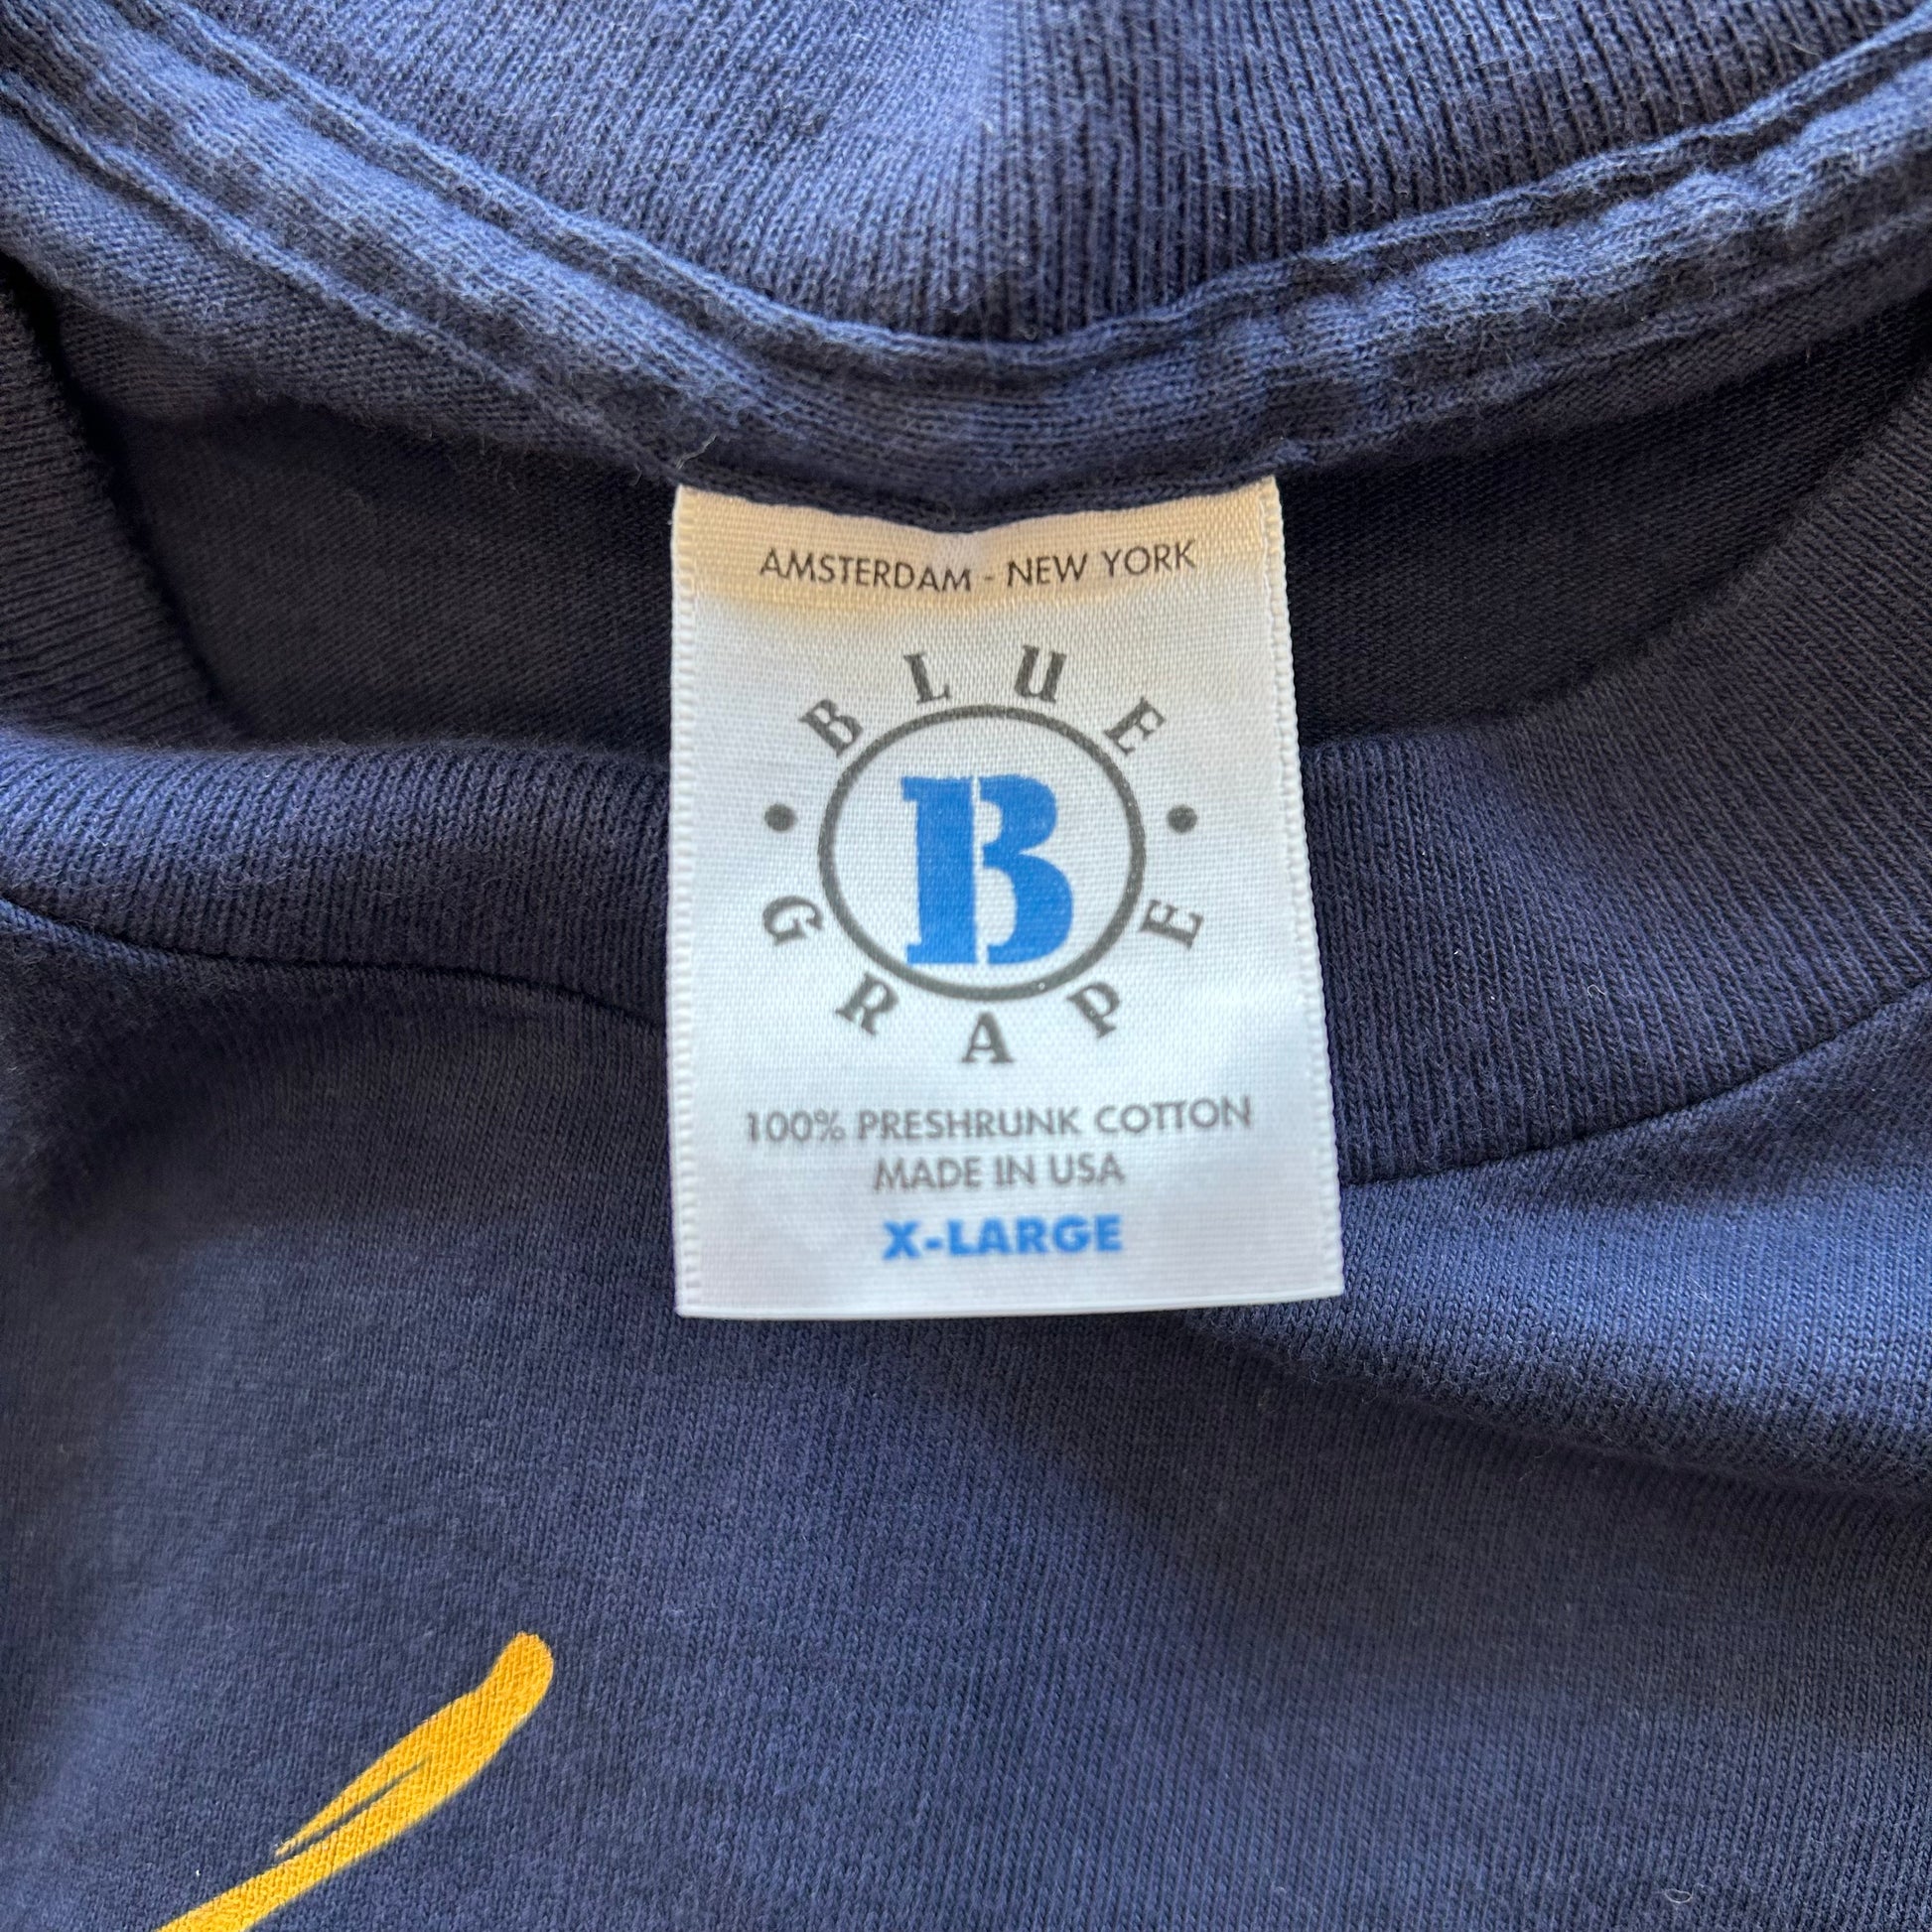 AMSTERDAM - NEW YORK
BLUE
B
GRAPE
100% PRESHRUNK COTTON
MADE IN USA
X-LARGE